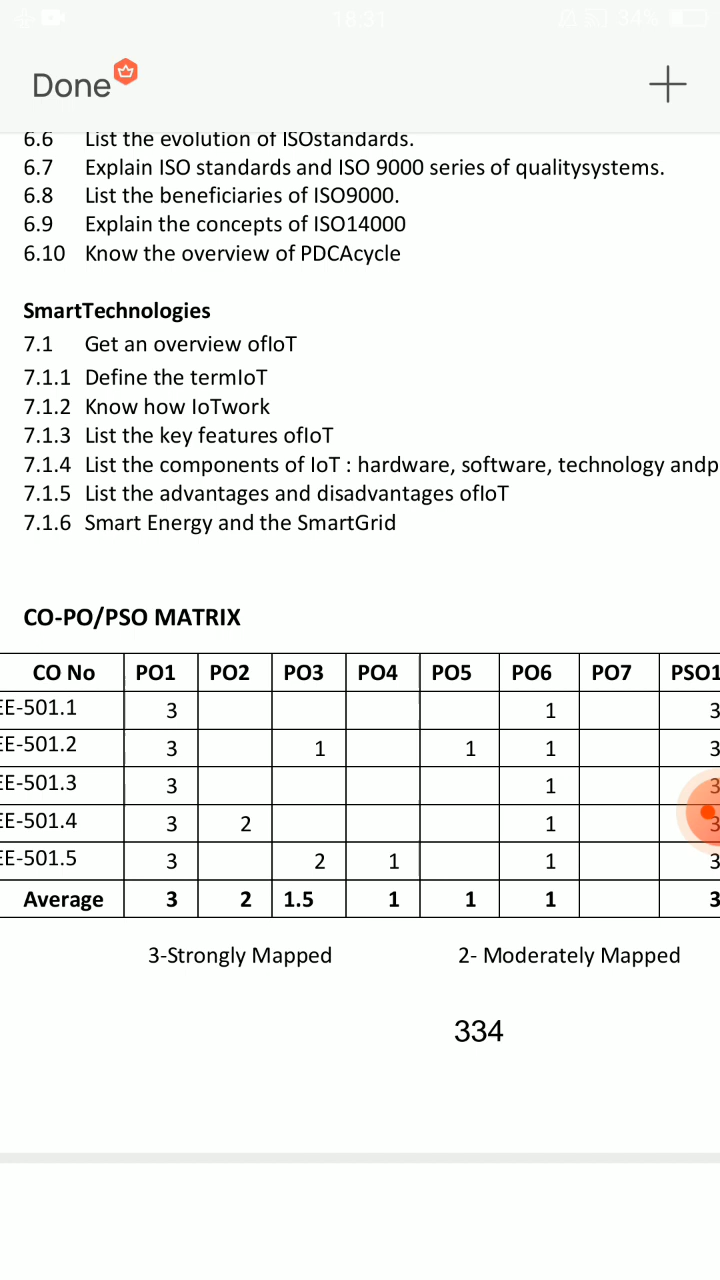 18:31 34%
Done
6.6 List the evolution of ISOstandards.
6.7 Explain ISO standards and ISO 9000 series of qualitysystems.
6.8 List the beneficiaries of ISO9000.
6.9 Explain the concepts of ISO14000
6.10 Know the overview of PDCAcycle
SmartTechnologies
7.1 Get an overview ofIoT
7.1.1 Define the termIoT
7.1.2 Know how IoTwork
7.1.3 List the key features ofIoT
7.1.4 List the components of IoT : hardware, software, technology andp
7.1.5 List the advantages and disadvantages ofIoT
7.1.6 Smart Energy and the SmartGrid
CO-PO/PSO MATRIX
CO No PO1 PO2 PO3 PO4 PO5 PO6 PO7 PSO1
EE-501.1 3 1 3
EE-501.2 3 1 1 1 3
EE-501.3 3 1 3
EE-501.4 3 2 1 3
EE-501.5 3 2 1 1 3
Average 3 2 1.5 1 1 1 3
3-Strongly Mapped 2- Moderately Mapped
334